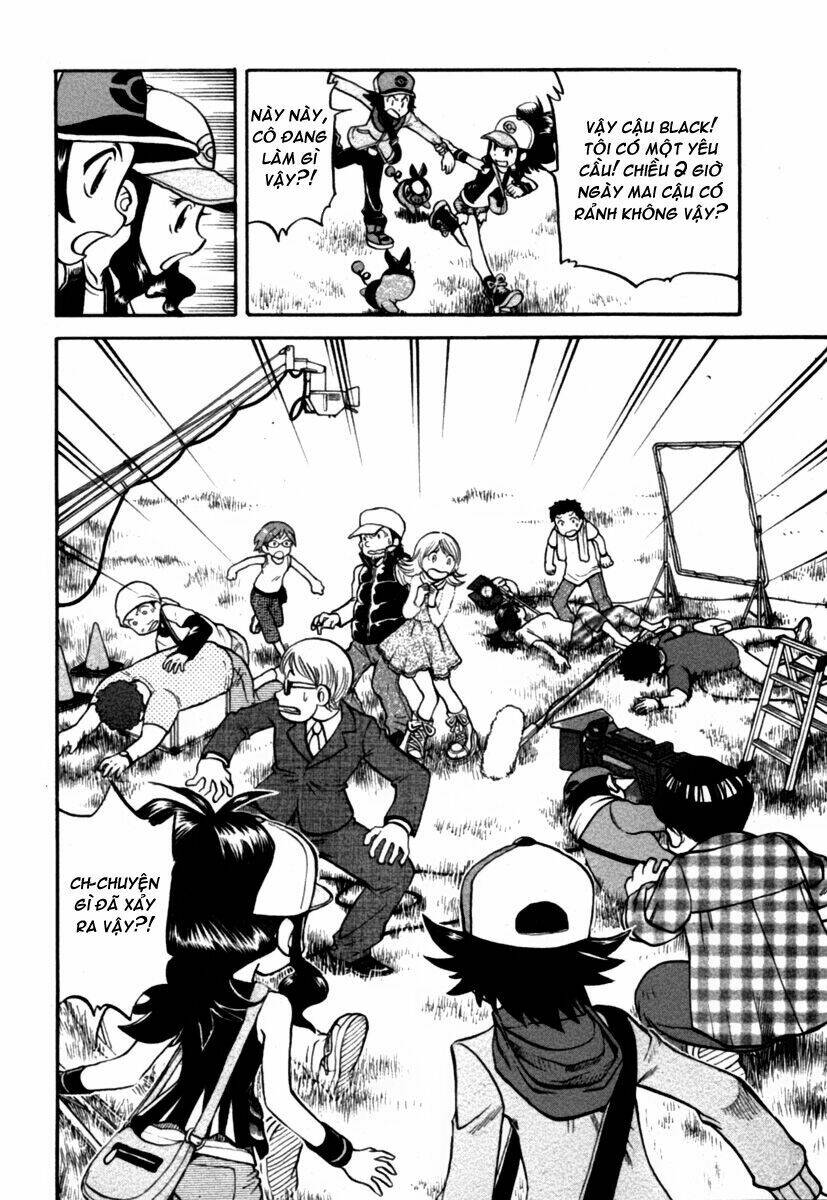 VẬY CẬU BLACK!
TÔI CÓ MỘT YÊU
CẦU! CHIỀU 2 GIỜ
NGÀY MAI CẬU CÓ
RẢNH KHÔNG VẬY?
NÀY NÀY,
CÔ ĐANG
LÀM GÌ
VẬY?!
CH-CHUYỆN
GÌ ĐÃ XẢY
RA VẬY?!